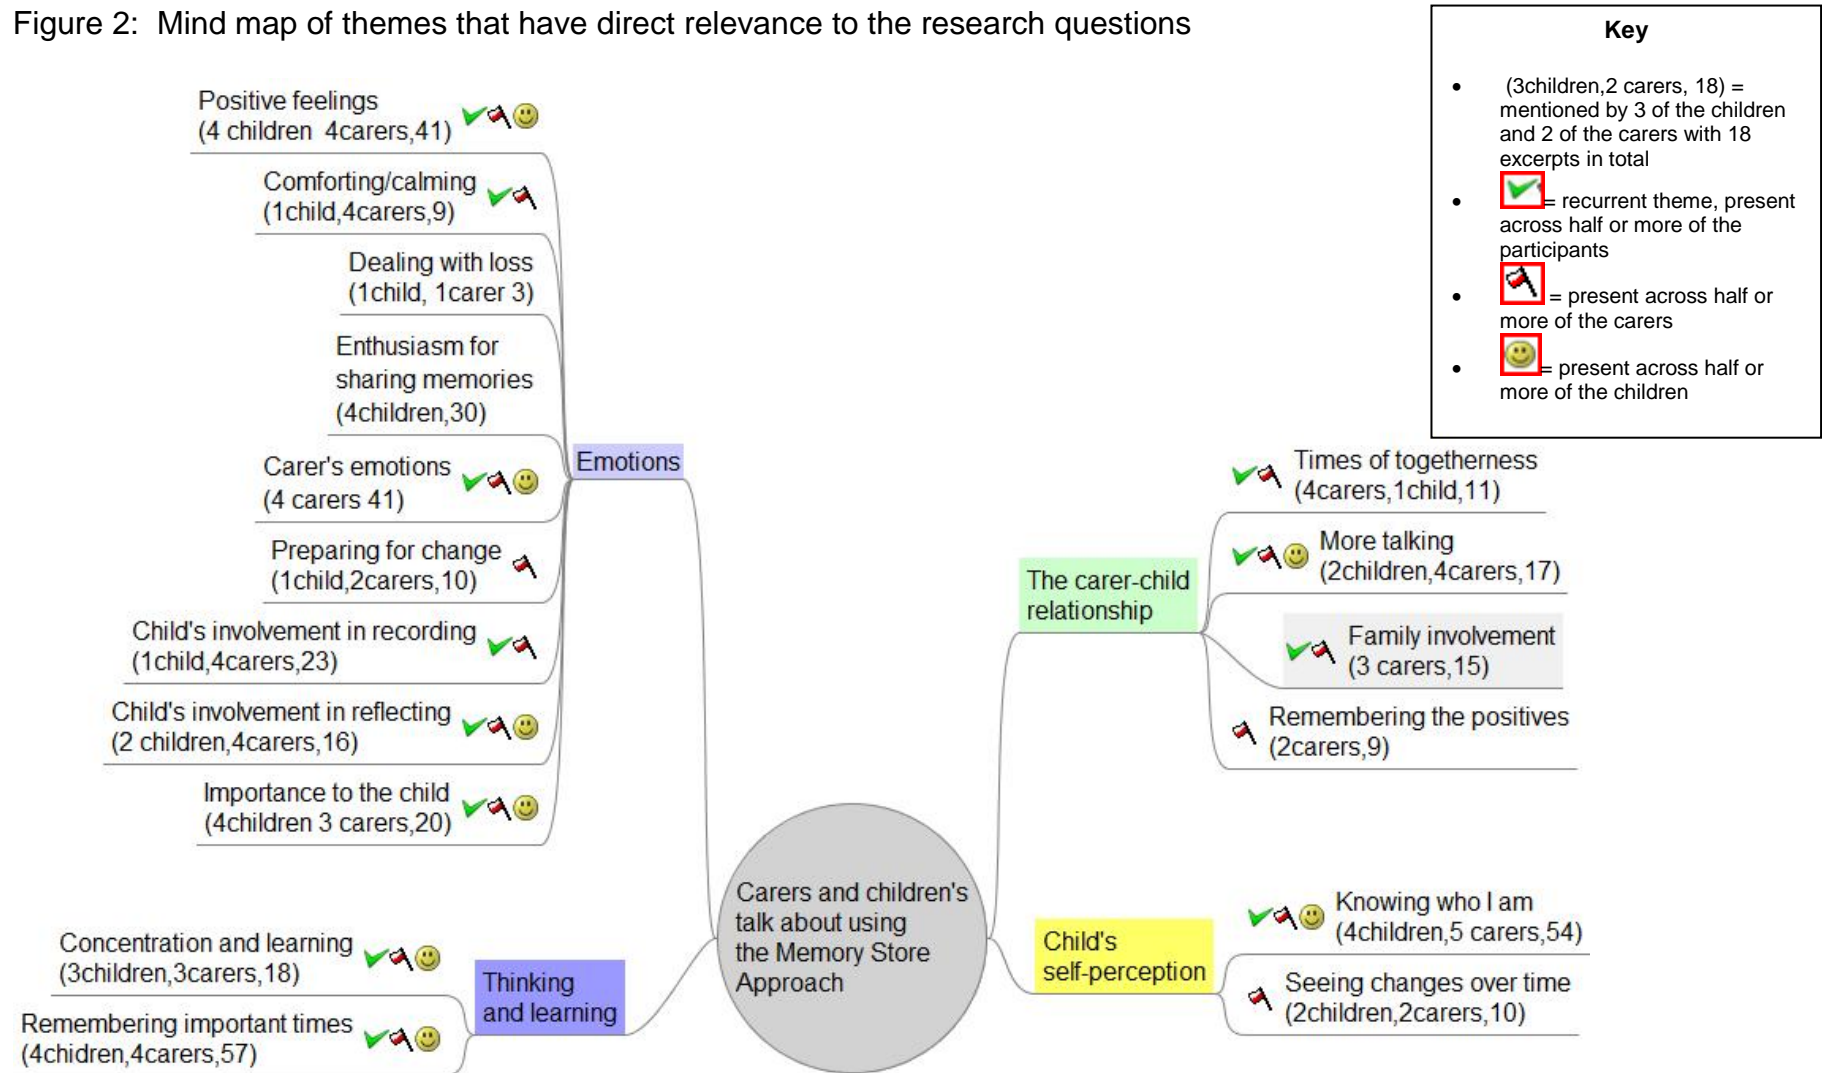 Figure 2:  Mind map of themes that have direct relevance to the research questions
Key
• (3children,2 carers, 18) =
mentioned by 3 of the children
and 2 of the carers with 18
excerpts in total
• = recurrent theme, present
across half or more of the
participants
• = present across half or
more of the carers
• = present across half or
more of the children
Positive feelings
(4 children  4carers,41)
Comforting/calming
(1child,4carers,9)
Dealing with loss
(1child, 1carer 3)
Enthusiasm for
sharing memories
(4children,30)
Carer's emotions
(4 carers 41)
Preparing for change
(1child,2carers,10)
Child's involvement in recording
(1child,4carers,23)
Child's involvement in reflecting
(2 children,4carers,16)
Importance to the child
(4children 3 carers,20)
Emotions
Concentration and learning
(3children,3carers,18)
Remembering important times
(4chidren,4carers,57)
Thinking
and learning
Carers and children's
talk about using
the Memory Store
Approach
The carer-child
relationship
Times of togetherness
(4carers,1child,11)
More talking
(2children,4carers,17)
Family involvement
(3 carers,15)
Remembering the positives
(2carers,9)
Child's
self-perception
Knowing who I am
(4children,5 carers,54)
Seeing changes over time
(2children,2carers,10)